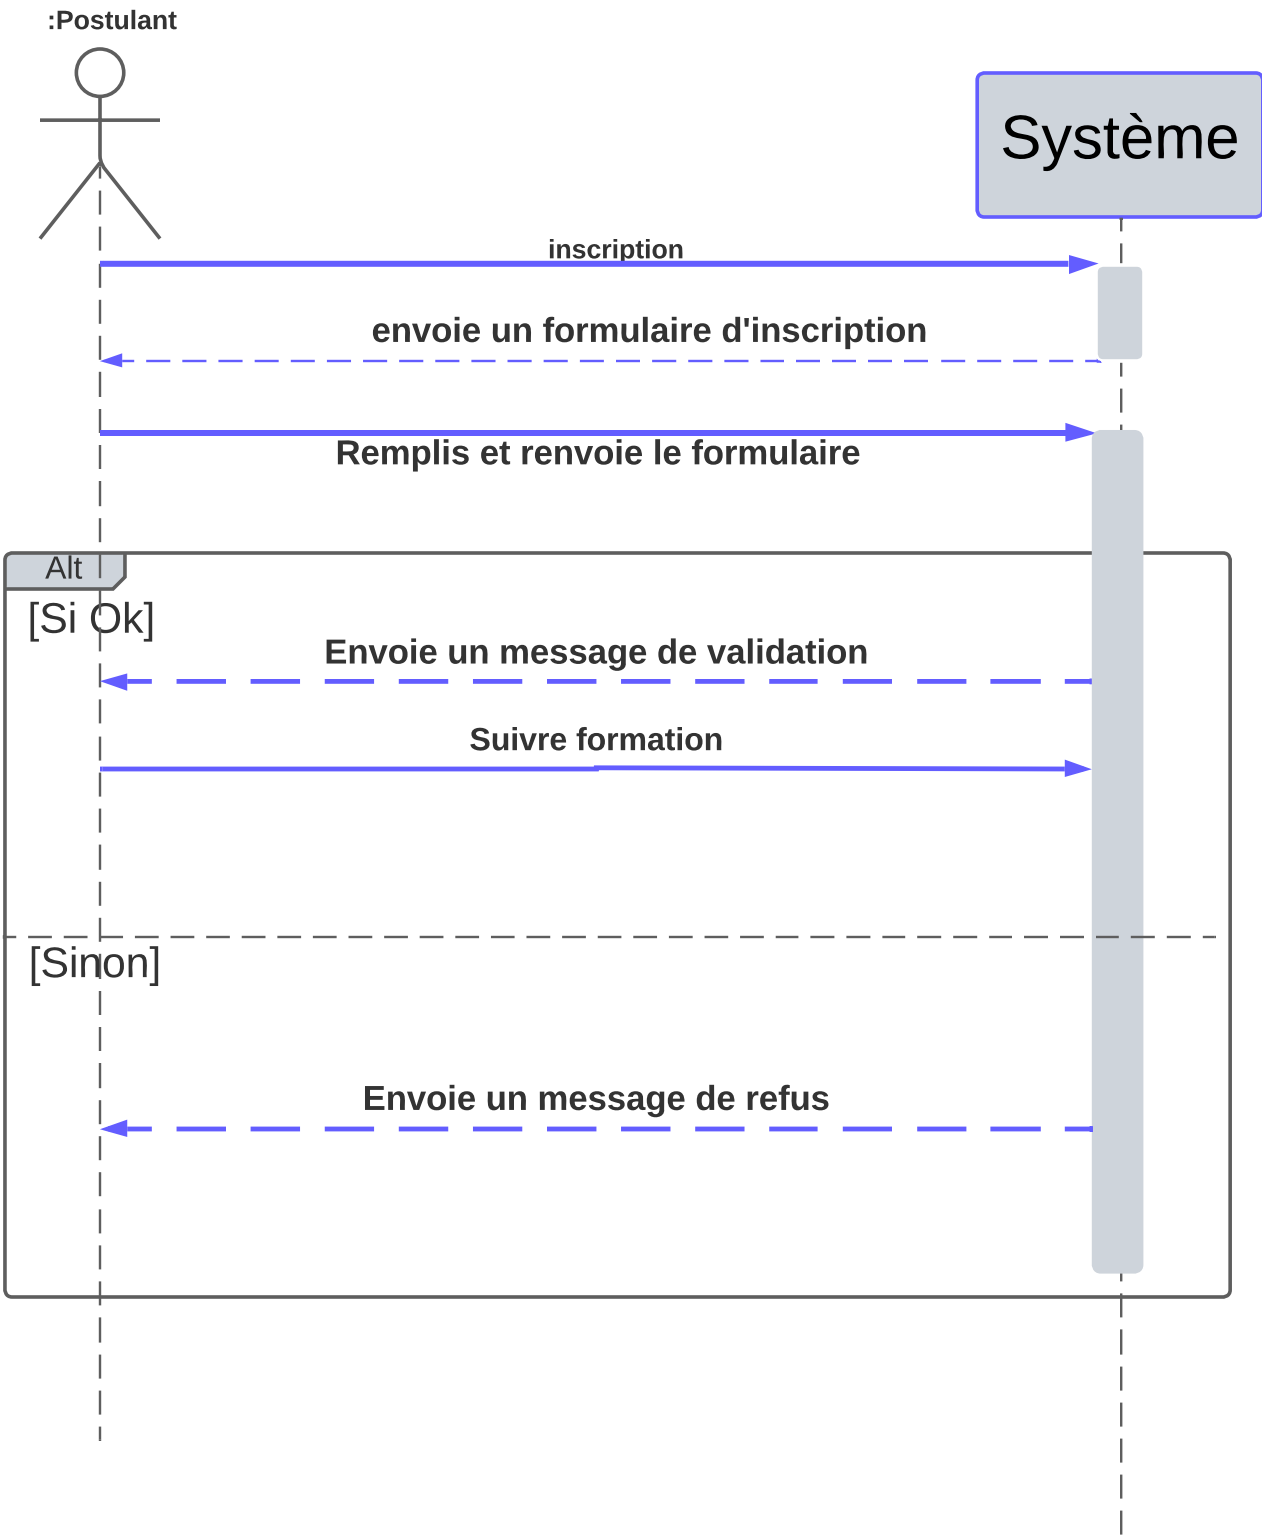 :Postulant
Système
inscription
envoie un formulaire d'inscription
Remplis et renvoie le formulaire
Alt
[Si Ok]
Envoie un message de validation
Suivre formation
[Sinon]
Envoie un message de refus